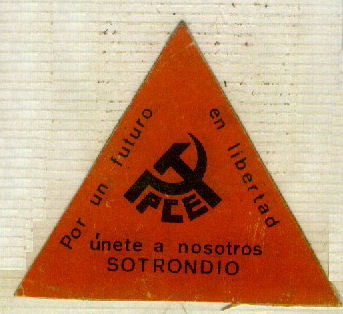 Por un futuro
en libertad
PCE
únete a nosotros
SOTRONDIO